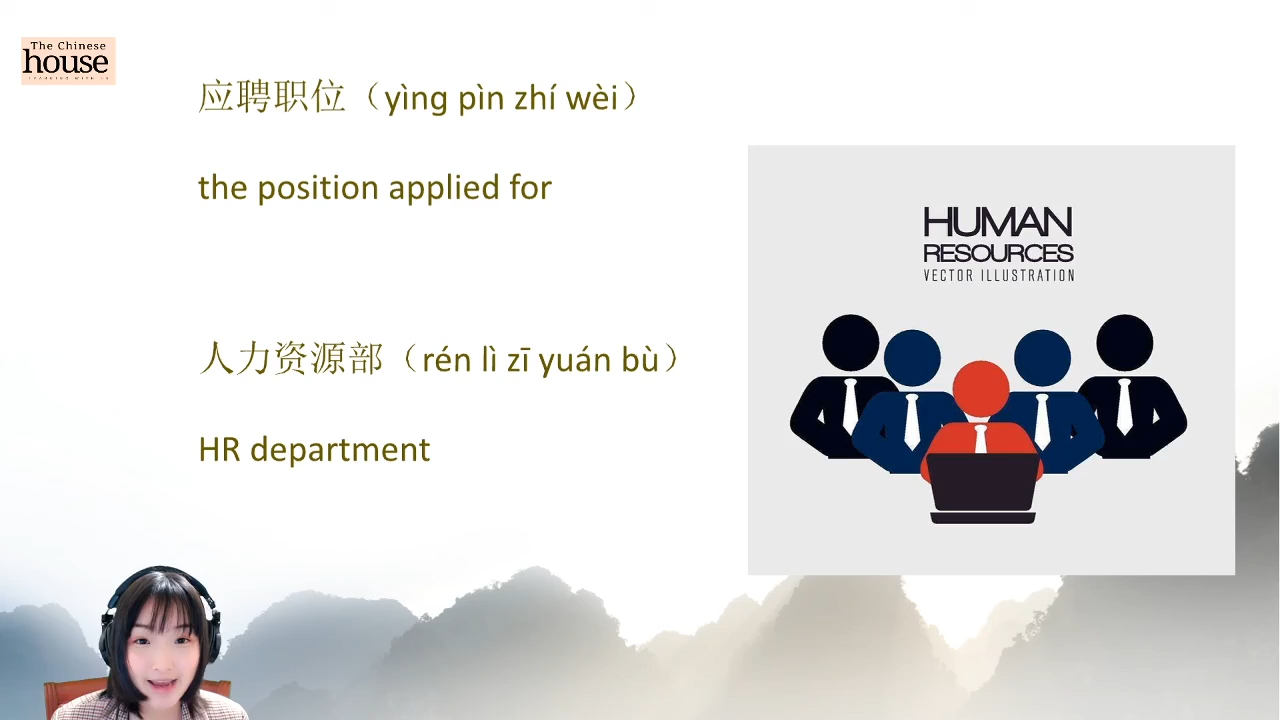 The Chinese
house
应聘职位（yìng pìn zhí wèi）
the position applied for
人力资源部（rén lì zī yuán bù）
HR department
HUMAN
RESOURCES
VECTOR ILLUSTRATION